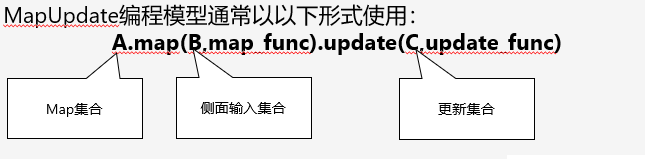 MapUpdate编程模型通常以以下形式使用：
A.map(B,map_func).update(C,update_func)
Map集合
侧面输入集合
更新集合